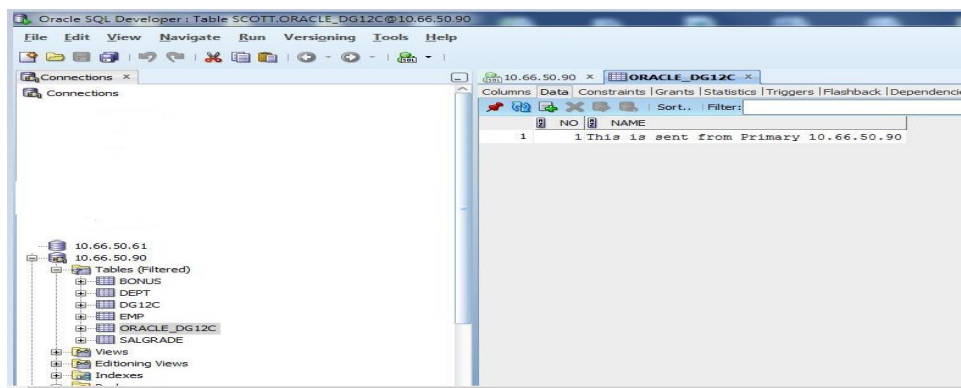 Oracle SQL Developer : Table SCOTT.ORACLE_DG12C@10.66.50.90
File Edit View Navigate Run Versioning Tools Help
Connections
Connections
10.66.50.61
10.66.50.90
Tables (Filtered)
BONUS
DEPT
DG12C
EMP
ORACLE_DG12C
SALGRADE
Views
Editioning Views
Indexes
10.66.50.90 ORACLE_DG12C
Columns Data Constraints Grants Statistics Triggers Flashback Dependencie
Sort.. Filter:
NO NAME
1 1 This is sent from Primary 10.66.50.90